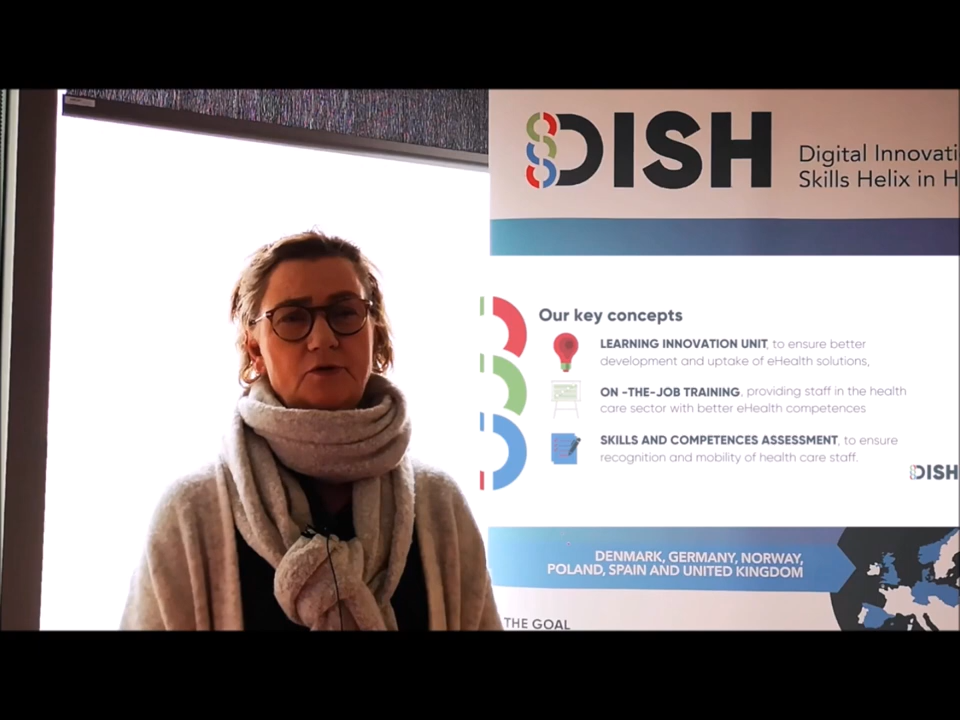 DISH
Digital Innovati
Skills Helix in H
Our key concepts
LEARNING INNOVATION UNIT, to ensure better
development and uptake of eHealth solutions,
ON -THE-JOB TRAINING, providing staff in the health
care sector with better eHealth competences
SKILLS AND COMPETENCES ASSESSMENT, to ensure
recognition and mobility of health care staff.
DISH
DENMARK, GERMANY, NORWAY,
POLAND, SPAIN AND UNITED KINGDOM
THE GOAL